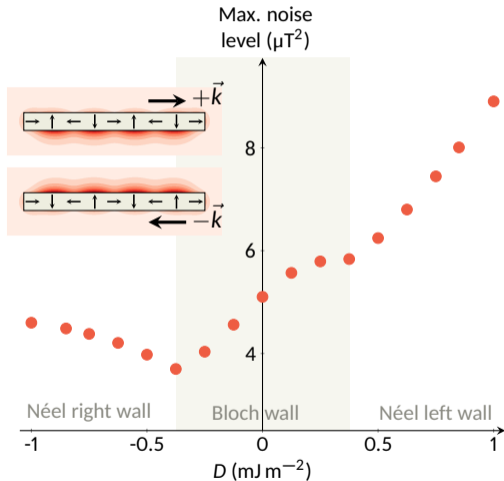 Max. noise
level (μT²)
+k⃗
8
−k⃗
6
4
Néel right wall Bloch wall Néel left wall
-1 -0.5 0 0.5 1
D (mJ m⁻²)